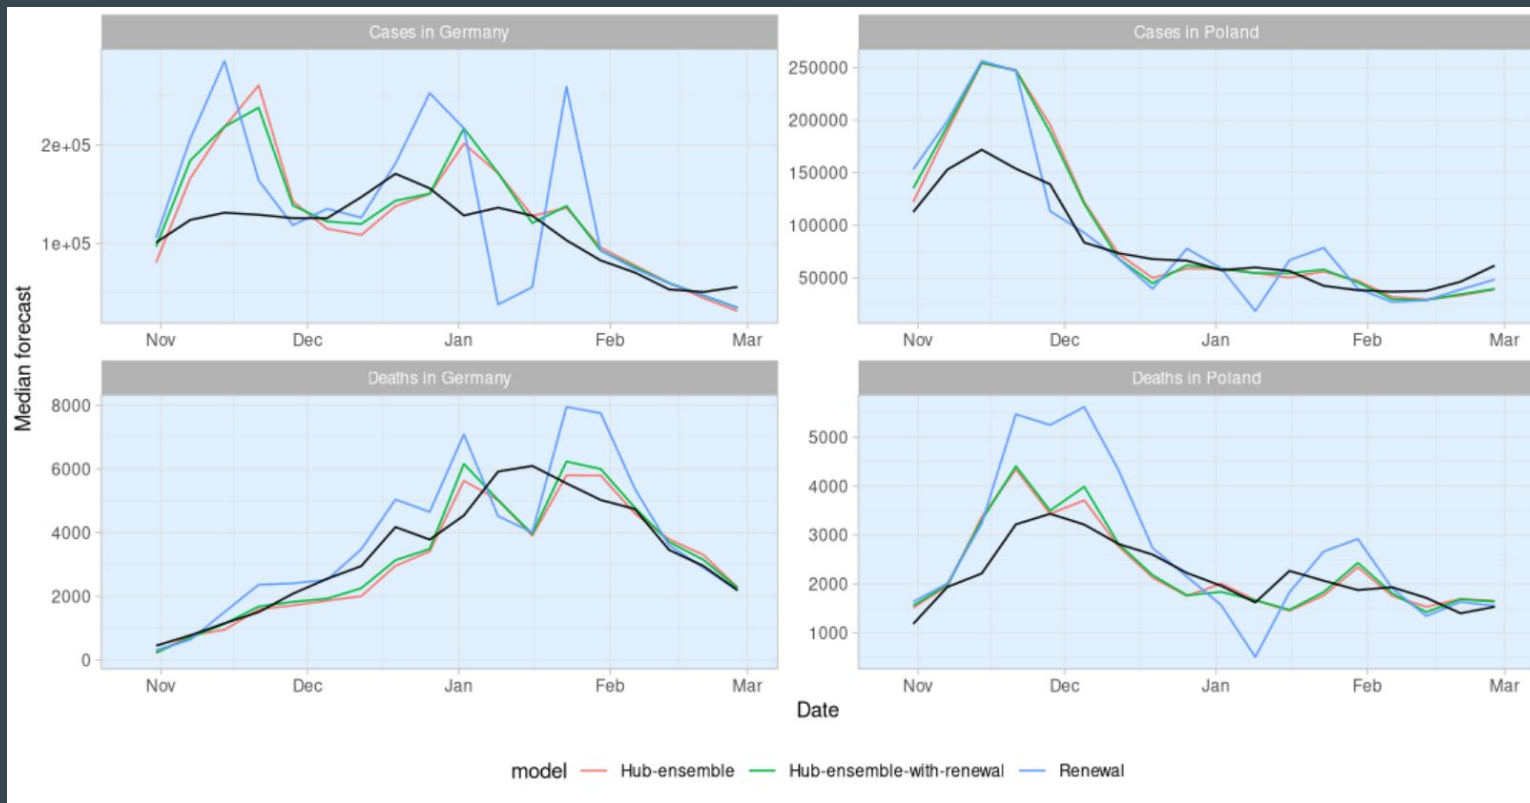 Cases in Germany
Cases in Poland
Median forecast
2e+05
1e+05
Nov Dec Jan Feb Mar
250000
200000
150000
100000
50000
Nov Dec Jan Feb Mar
Deaths in Germany
Deaths in Poland
8000
6000
4000
2000
0
Nov Dec Jan Feb Mar
5000
4000
3000
2000
1000
Nov Dec Jan Feb Mar
Date
model Hub-ensemble Hub-ensemble-with-renewal Renewal